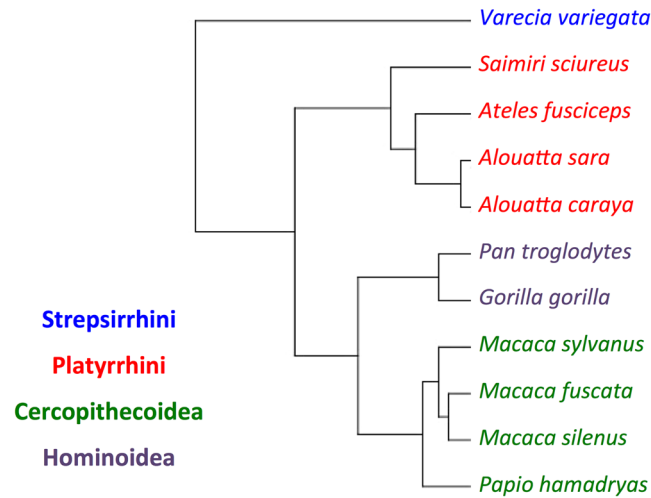 Varecia variegata
Saimiri sciureus
Ateles fusciceps
Alouatta sara
Alouatta caraya
Pan troglodytes
Gorilla gorilla
Macaca sylvanus
Macaca fuscata
Macaca silenus
Papio hamadryas
Strepsirrhini
Platyrrhini
Cercopithecoidea
Hominoidea